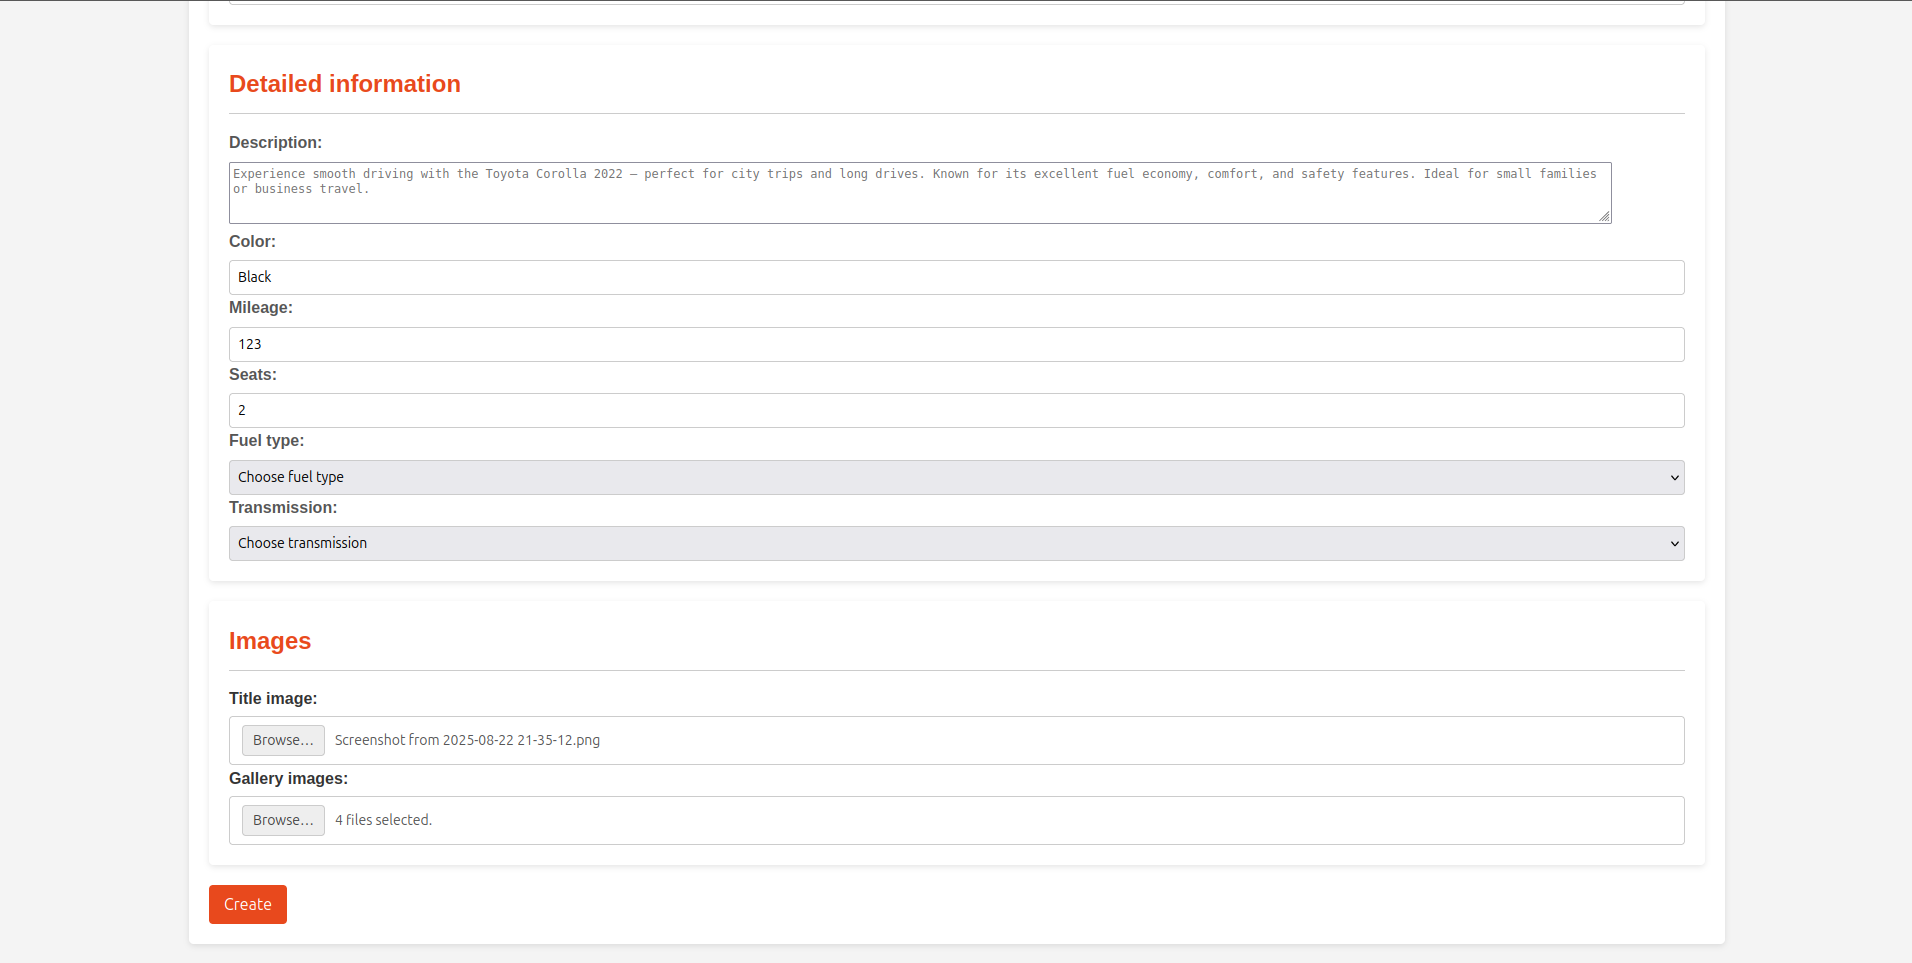 Detailed information
Description:
Experience smooth driving with the Toyota Corolla 2022 – perfect for city trips and long drives. Known for its excellent fuel economy, comfort, and safety features. Ideal for small families
or business travel.
Color:
Black
Mileage:
123
Seats:
2
Fuel type:
Choose fuel type
Transmission:
Choose transmission
Images
Title image:
Browse... Screenshot from 2025-08-22 21-35-12.png
Gallery images:
Browse... 4 files selected.
Create